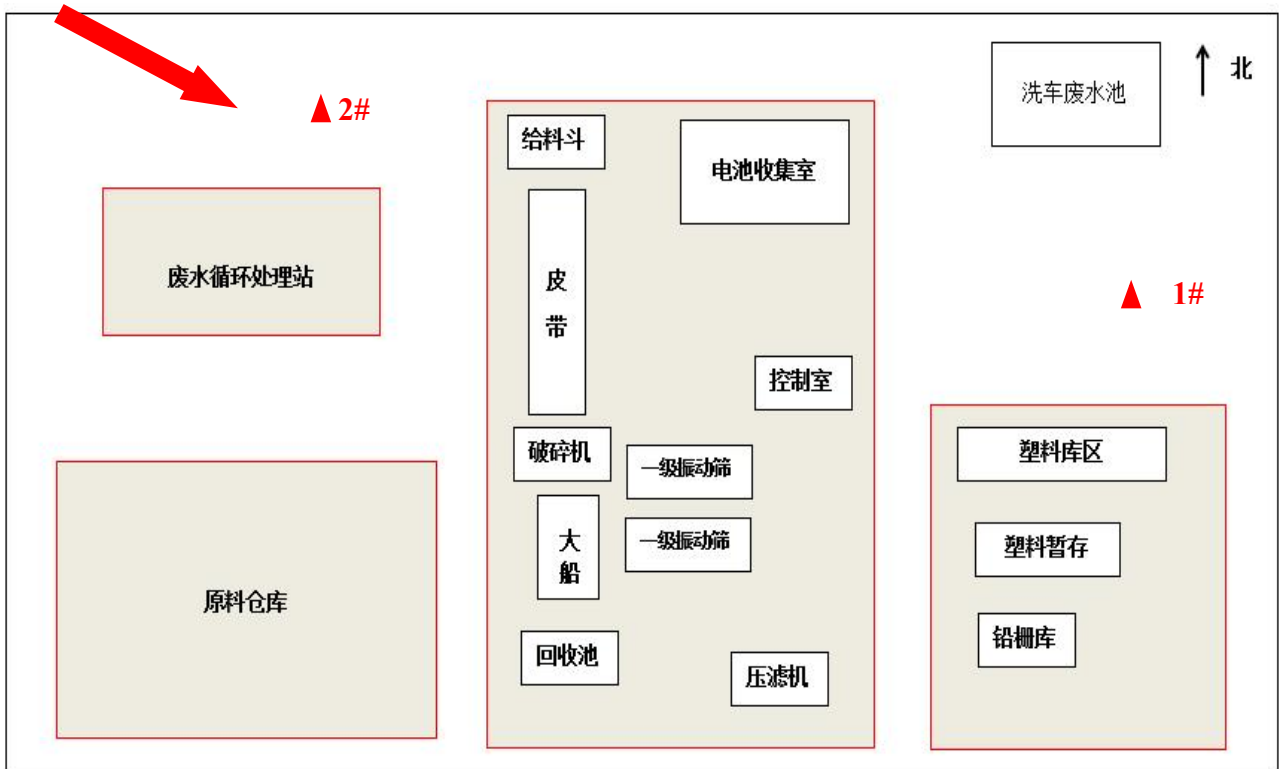 北
洗车废水池
2#
给料斗
电池收集室
废水循环处理站
皮
带
1#
控制室
破碎机
一级振动筛
塑料库区
大
船
一级振动筛
塑料暂存
原料仓库
铅栅库
回收池
压滤机